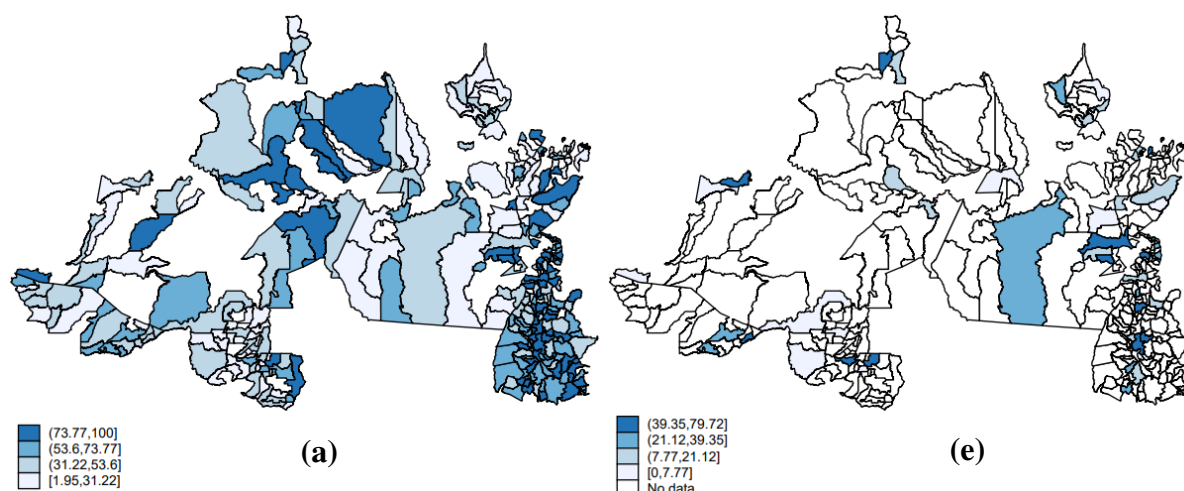 (73.77,100]
(53.6,73.77]
(31.22,53.6]
[1.95,31.22]
(a)
(39.35,79.72]
(21.12,39.35]
(7.77,21.12]
[0,7.77]
No data
(e)